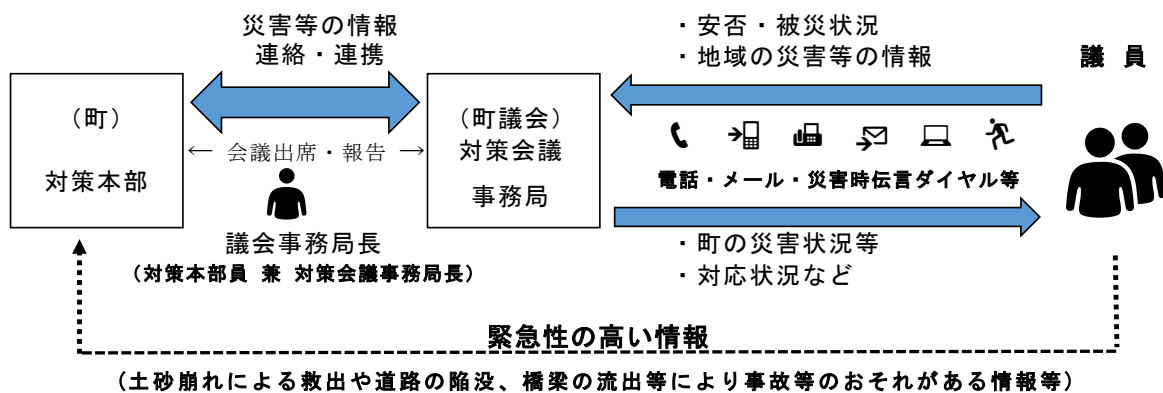 災害等の情報
連絡・連携
・安否・被災状況
・地域の災害等の情報
議 員
（町）
対策本部
← 会議出席・報告 →
（町議会）
対策会議
事務局
電話・メール・災害時伝言ダイヤル等
議会事務局長
（対策本部員 兼 対策会議事務局長）
・町の災害状況等
・対応状況など
緊急性の高い情報
（土砂崩れによる救出や道路の陥没、橋梁の流出等により事故等のおそれがある情報等）